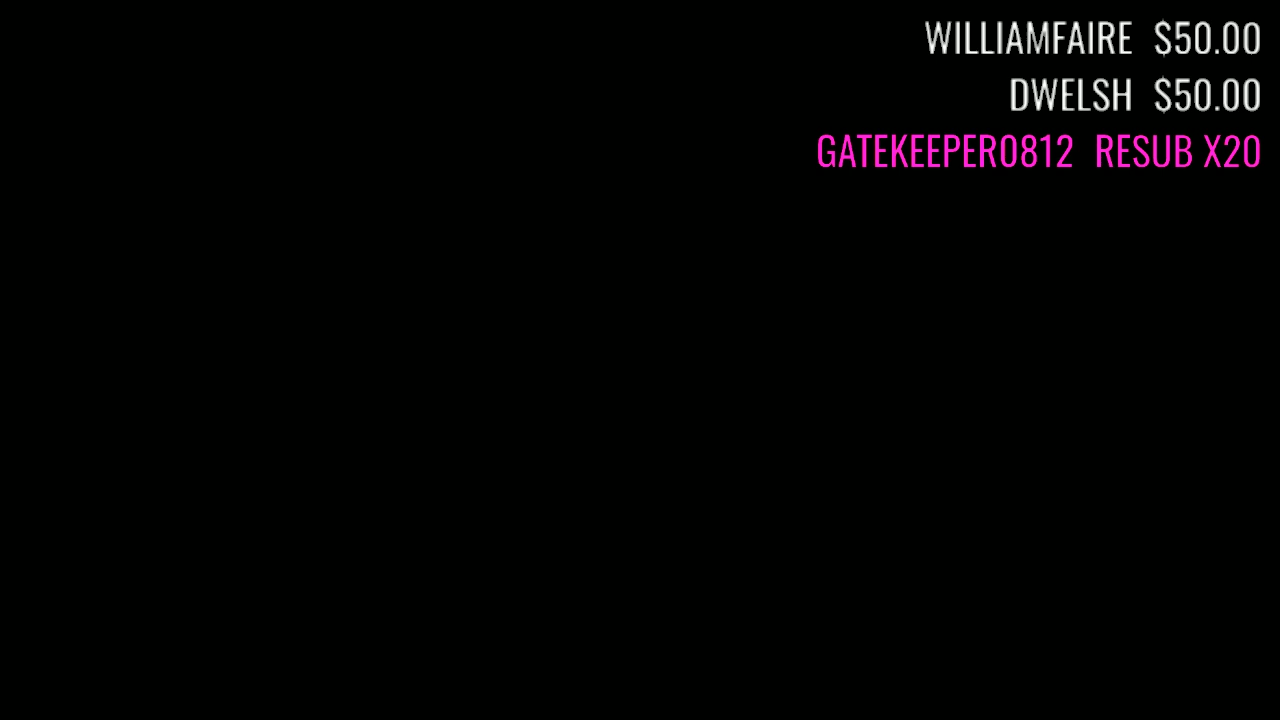 WILLIAMFAIRE $50.00
DWELSH $50.00
GATEKEEPER0812 RESUB X20